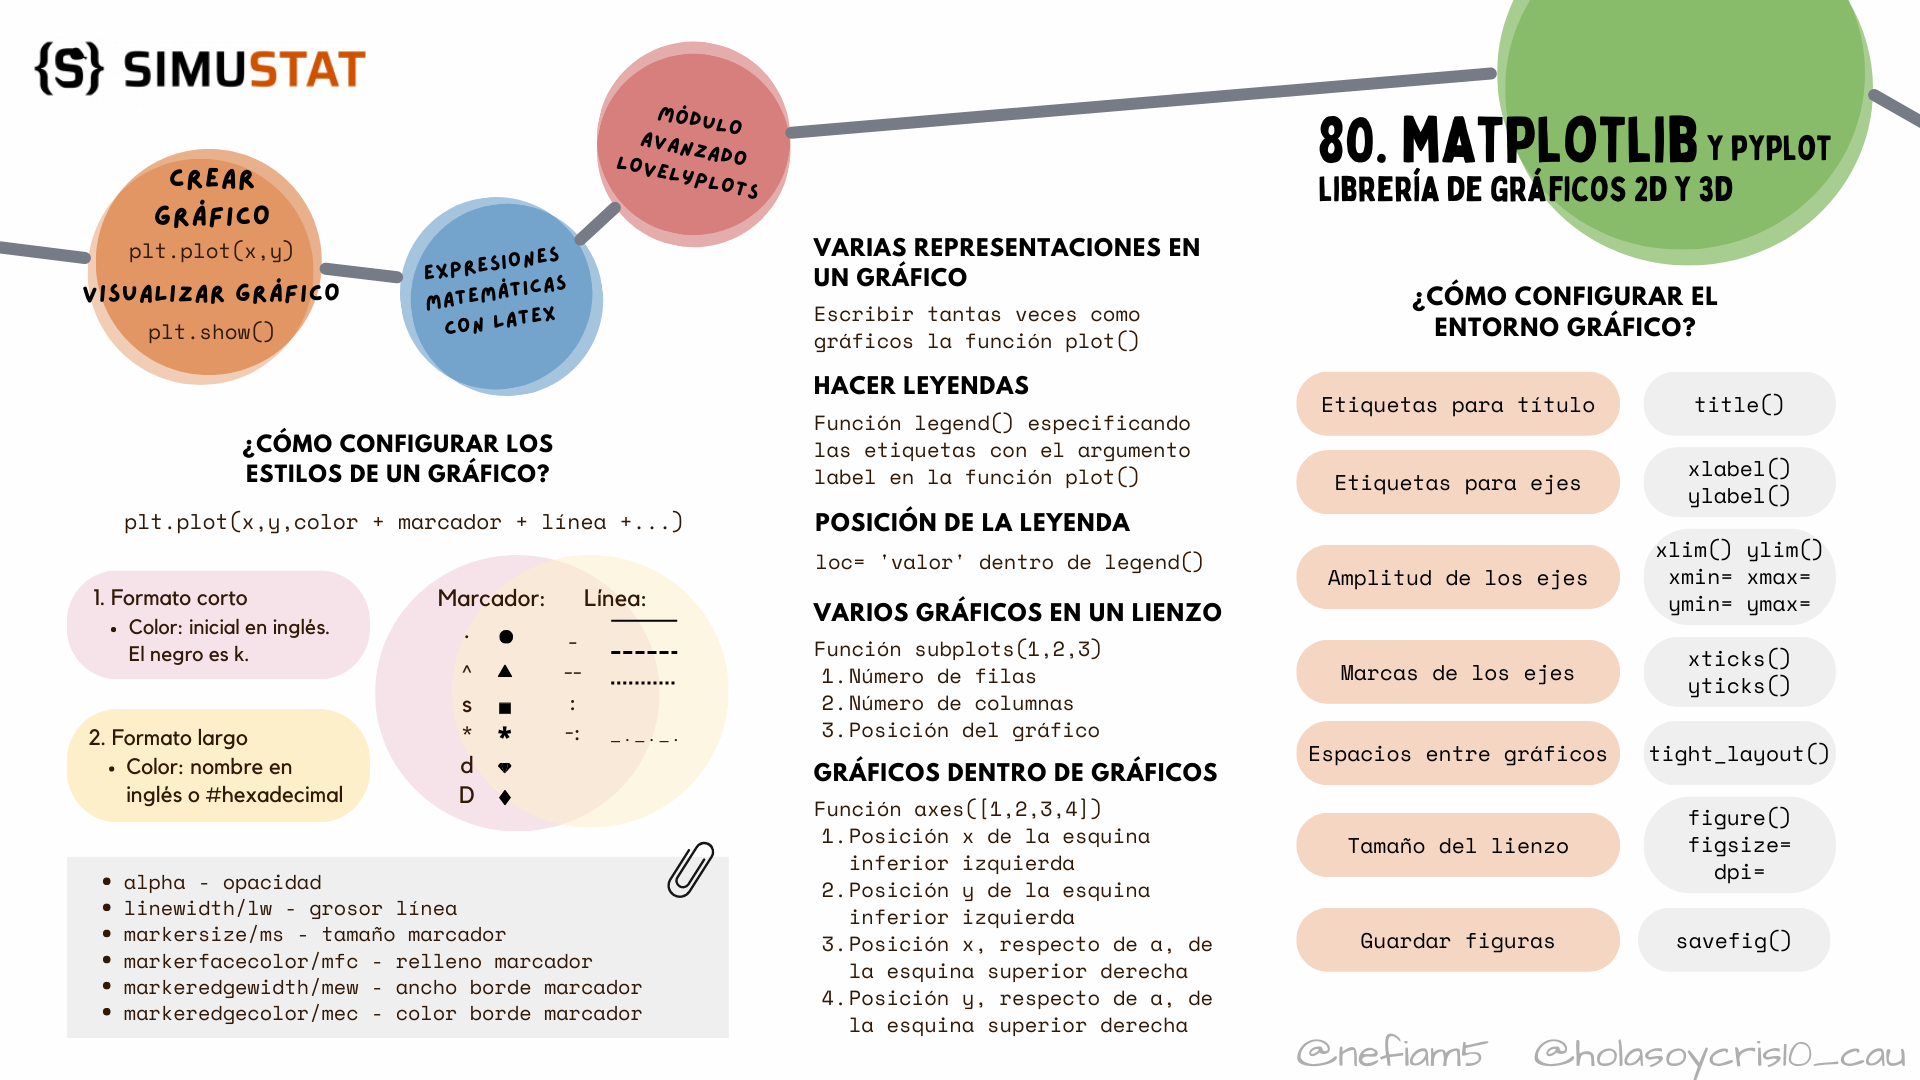 {S} SIMUSTAT
CREAR
GRÁFICO
plt.plot(x,y)
VISUALIZAR GRÁFICO
plt.show()
EXPRESIONES
MATEMÁTICAS
CON LATEX
MÓDULO
AVANZADO
LOVELYPLOTS
80. MATPLOTLIB Y PYPLOT
LIBRERÍA DE GRÁFICOS 2D Y 3D
¿CÓMO CONFIGURAR LOS
ESTILOS DE UN GRÁFICO?
plt.plot(x,y,color + marcador + línea +...)
1. Formato corto
• Color: inicial en inglés.
El negro es k.
2. Formato largo
• Color: nombre en
inglés o #hexadecimal
Marcador: Línea:
. ● -
^ ▲ --
s ■ :
* * -:
d
D ♦
• alpha - opacidad
• linewidth/lw - grosor línea
• markersize/ms - tamaño marcador
• markerfacecolor/mfc - relleno marcador
• markeredgewidth/mew - ancho borde marcador
• markeredgecolor/mec - color borde marcador
VARIAS REPRESENTACIONES EN
UN GRÁFICO
Escribir tantas veces como
gráficos la función plot()
HACER LEYENDAS
Función legend() especificando
las etiquetas con el argumento
label en la función plot()
POSICIÓN DE LA LEYENDA
loc= 'valor' dentro de legend()
VARIOS GRÁFICOS EN UN LIENZO
Función subplots(1,2,3)
1. Número de filas
2. Número de columnas
3. Posición del gráfico
GRÁFICOS DENTRO DE GRÁFICOS
Función axes([1,2,3,4])
1. Posición x de la esquina
inferior izquierda
2. Posición y de la esquina
inferior izquierda
3. Posición x, respecto de a, de
la esquina superior derecha
4. Posición y, respecto de a, de
la esquina superior derecha
¿CÓMO CONFIGURAR EL
ENTORNO GRÁFICO?
Etiquetas para título
title()
Etiquetas para ejes
xlabel()
ylabel()
Amplitud de los ejes
xlim() ylim()
xmin= xmax=
ymin= ymax=
Marcas de los ejes
xticks()
yticks()
Espacios entre gráficos
tight_layout()
Tamaño del lienzo
figure()
figsize=
dpi=
Guardar figuras
savefig()
@nefiam5 @holasoycris10_cau